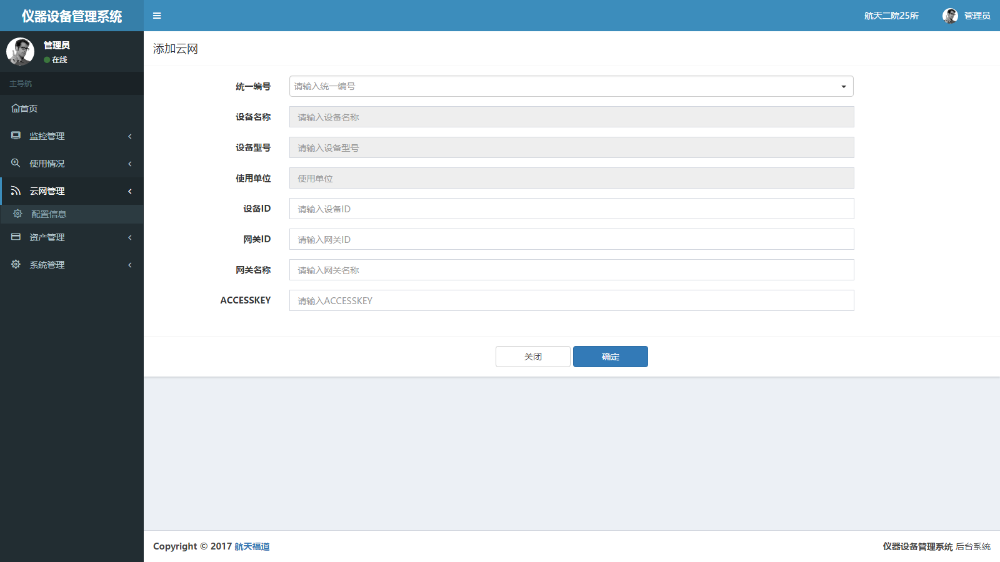 仪器设备管理系统
航天二院25所
管理员
管理员
在线
主导航
首页
监控管理
使用情况
云网管理
配置信息
资产管理
系统管理
添加云网
统一编号
请输入统一编号
设备名称
请输入设备名称
设备型号
请输入设备型号
使用单位
使用单位
设备ID
请输入设备ID
网关ID
请输入网关ID
网关名称
请输入网关名称
ACCESSKEY
请输入ACCESSKEY
关闭
确定
Copyright © 2017 航天福道
仪器设备管理系统 后台系统